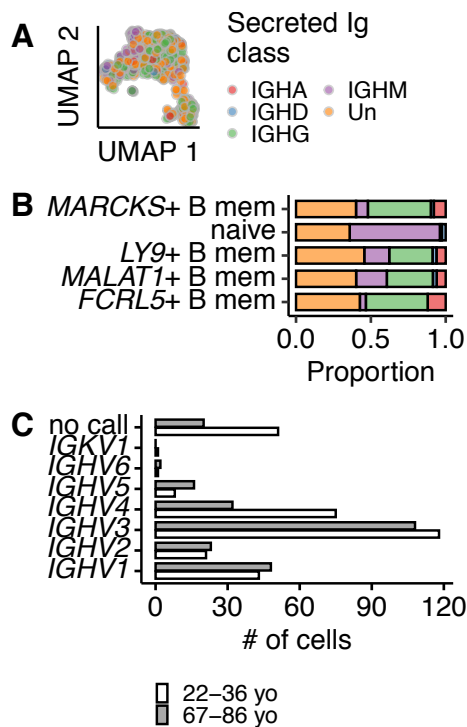 A
UMAP 2
UMAP 1
Secreted Ig
class
IGHA
IGHD
IGHG
IGHM
Un
B
MARCKS+ B mem
naive
LY9+ B mem
MALAT1+ B mem
FCRL5+ B mem
0.0 0.5 1.0
Proportion
C
no call
IGKV1
IGHV6
IGHV5
IGHV4
IGHV3
IGHV2
IGHV1
0 30 60 90 120
# of cells
22–36 yo
67–86 yo